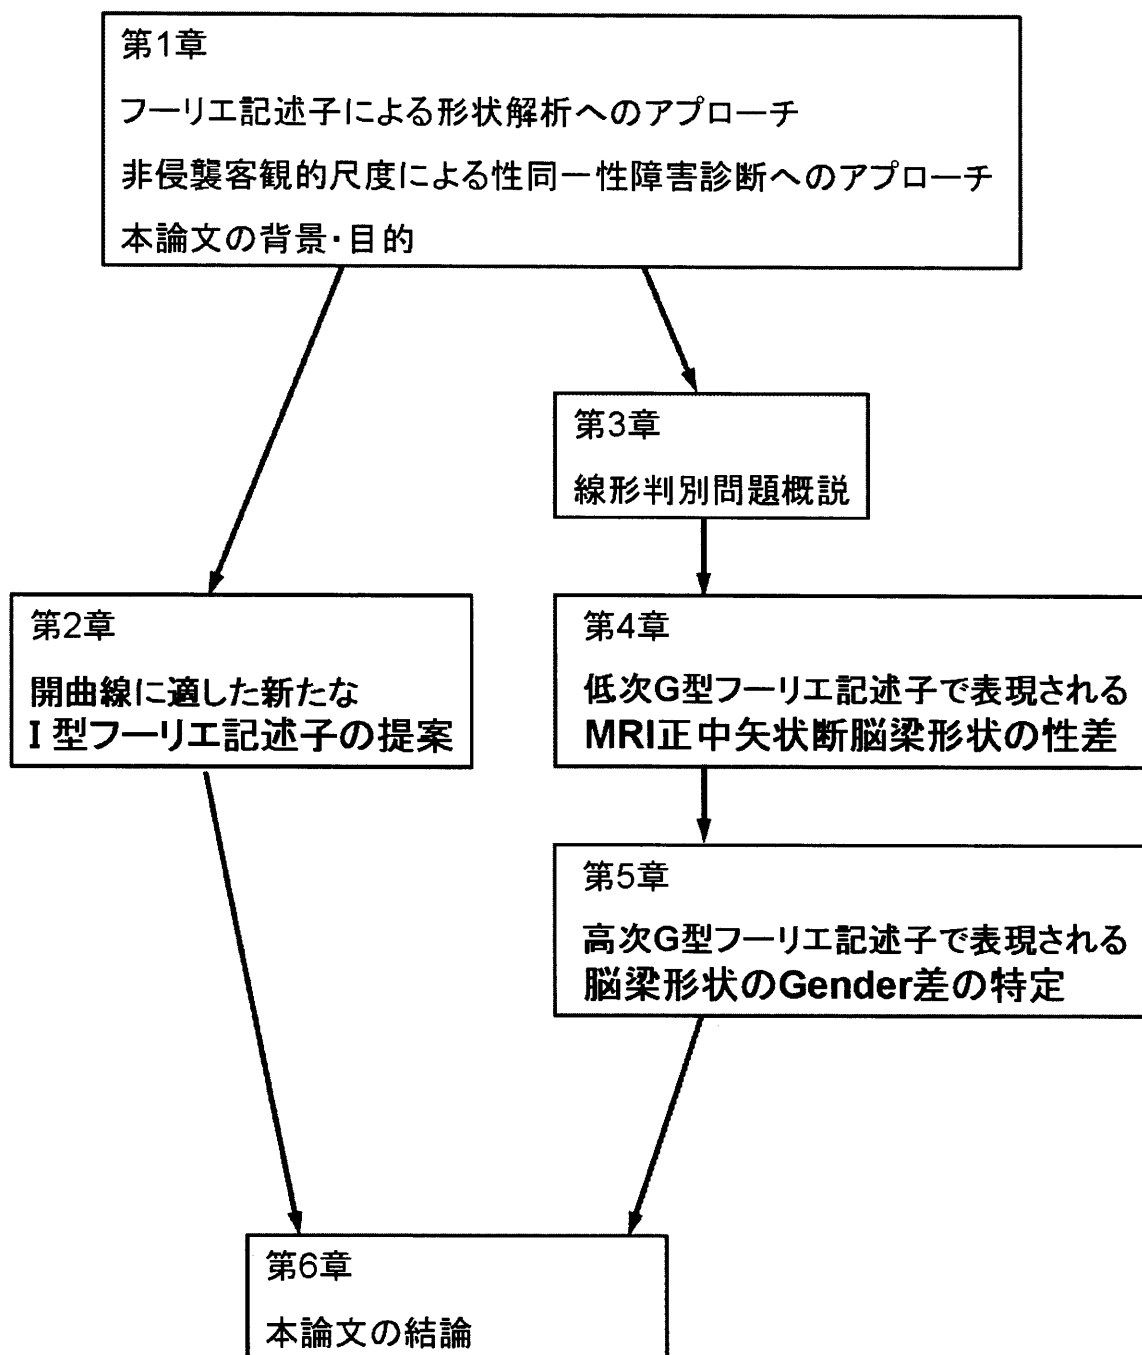 第1章
フーリエ記述子による形状解析へのアプローチ
非侵襲客観的尺度による性同一性障害診断へのアプローチ
本論文の背景・目的
第3章
線形判別問題概説
第2章
開曲線に適した新たな
I 型フーリエ記述子の提案
第4章
低次G型フーリエ記述子で表現される
MRI正中矢状断脳梁形状の性差
第5章
高次G型フーリエ記述子で表現される
脳梁形状のGender差の特定
第6章
本論文の結論